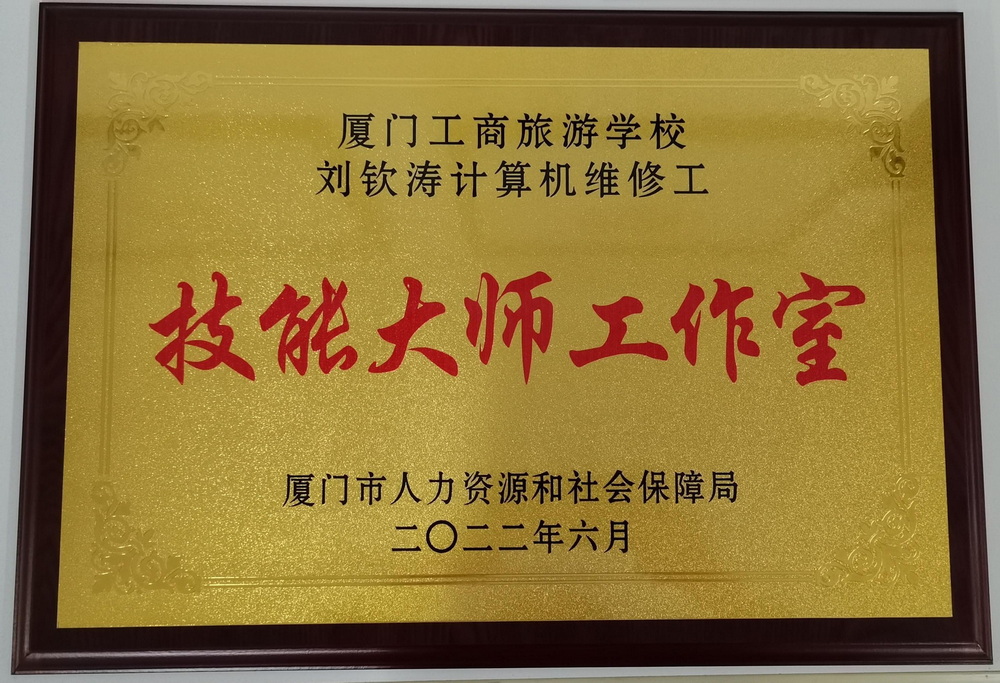 厦门工商旅游学校
刘钦涛计算机维修工
技能大师工作室
厦门市人力资源和社会保障局
二〇二二年六月